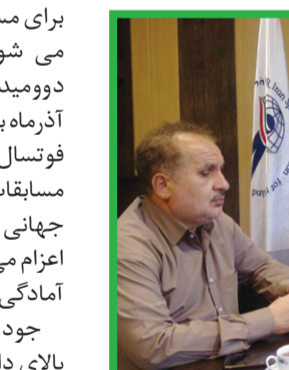 برای مس
می شو
دوومید
آذرماه ب
فوتسال
مسابقات
جهانی
اعزام می
آمادگی
جود
بالای دا